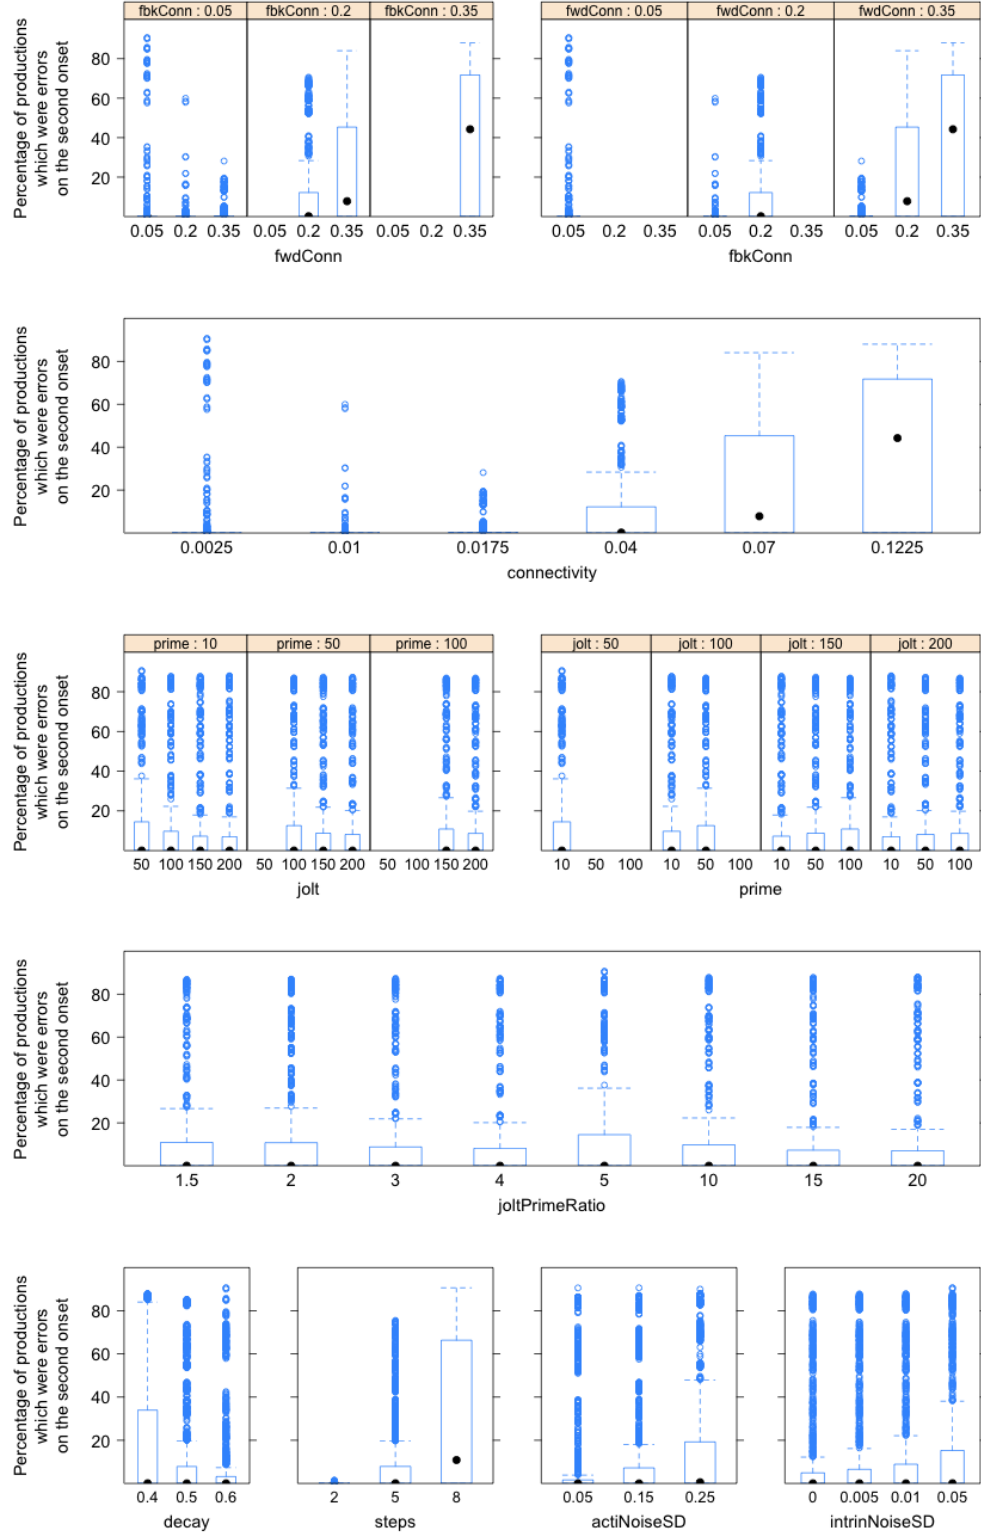 fbkConn : 0.05 fbkConn : 0.2 fbkConn : 0.35 fwdConn : 0.05 fwdConn : 0.2 fwdConn : 0.35
Percentage of productions
which were errors
on the second onset
80
60
40
20
0.05 0.2 0.35 0.05 0.2 0.35 0.05 0.2 0.35 0.05 0.2 0.35 0.05 0.2 0.35 0.05 0.2 0.35
fwdConn fbkConn
Percentage of productions
which were errors
on the second onset
80
60
40
20
0.0025 0.01 0.0175 0.04 0.07 0.1225
connectivity
prime : 10 prime : 50 prime : 100 jolt : 50 jolt : 100 jolt : 150 jolt : 200
Percentage of productions
which were errors
on the second onset
80
60
40
20
50 100 150 200 50 100 150 200 50 100 150 200 10 50 100 10 50 100 10 50 100 10 50 100
jolt prime
Percentage of productions
which were errors
on the second onset
80
60
40
20
1.5 2 3 4 5 10 15 20
joltPrimeRatio
Percentage of productions
which were errors
on the second onset
80
60
40
20
0.4 0.5 0.6 2 5 8 0.05 0.15 0.25 0 0.005 0.01 0.05
decay steps actiNoiseSD intrinNoiseSD